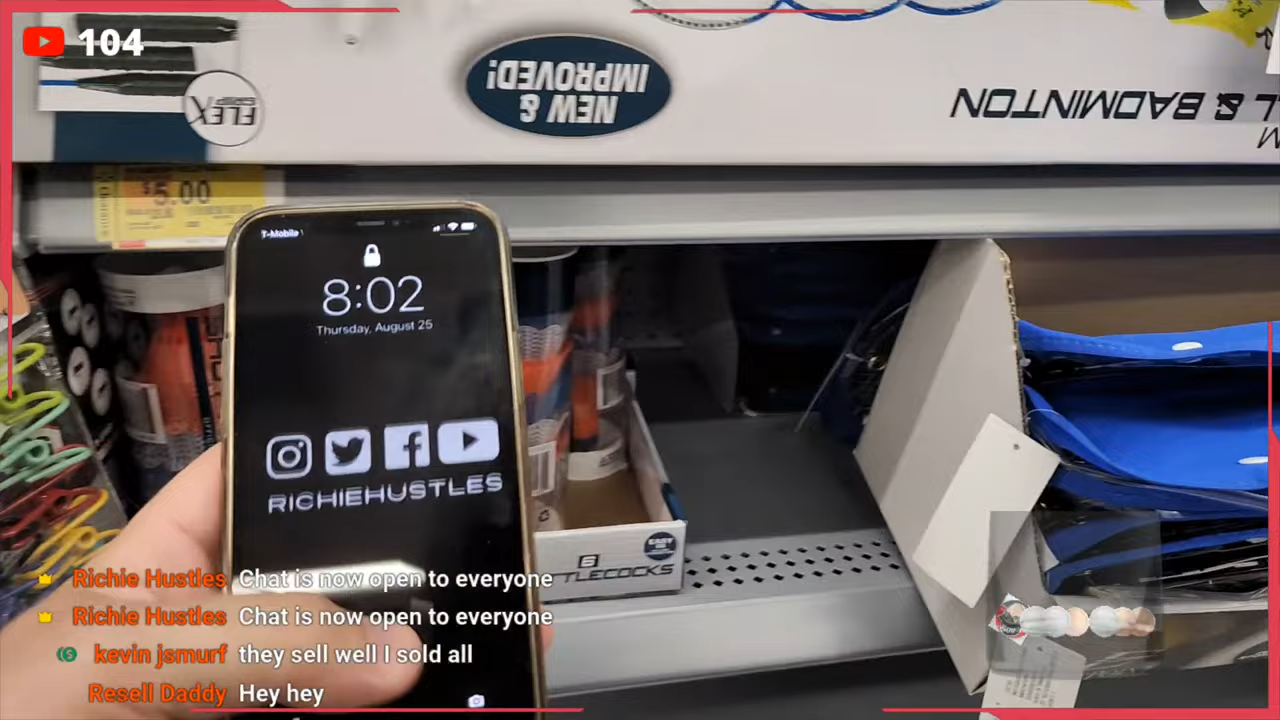 104
FLEX
NEW &
IMPROVED!
L & BADMINTON
$5.00
T-Mobile
8:02
Thursday, August 25
RICHIEHUSTLES
6
TTLECOCKS
Richie Hustles Chat is now open to everyone
Richie Hustles Chat is now open to everyone
kevin jsmurf they sell well I sold all
Resell Daddy Hey hey